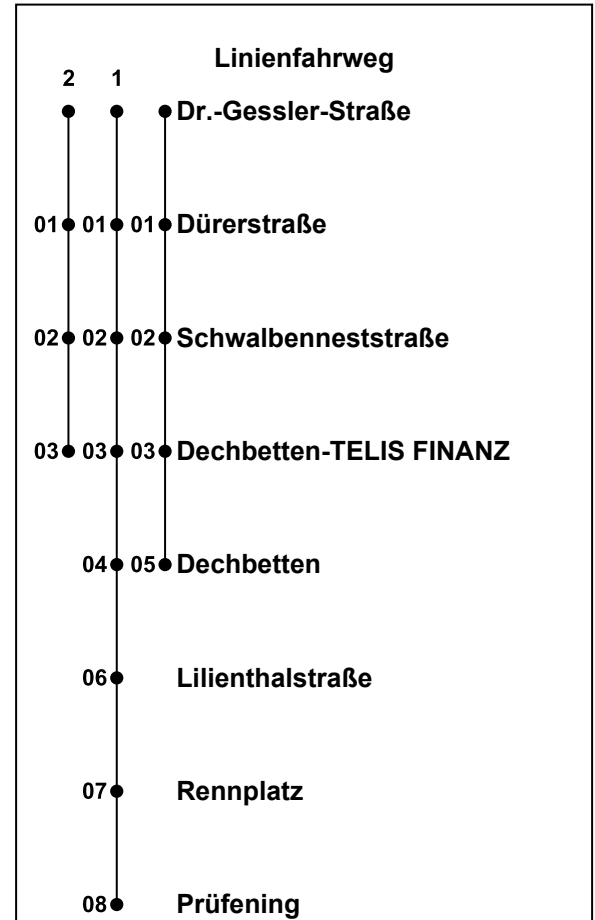 Linienfahrweg
2 1
Dr.-Gessler-Straße
01 01 01 Dürerstraße
02 02 02 Schwalbenneststraße
03 03 03 Dechbetten-TELIS FINANZ
04 05 Dechbetten
06 Lilienthalstraße
07 Rennplatz
08 Prüfening